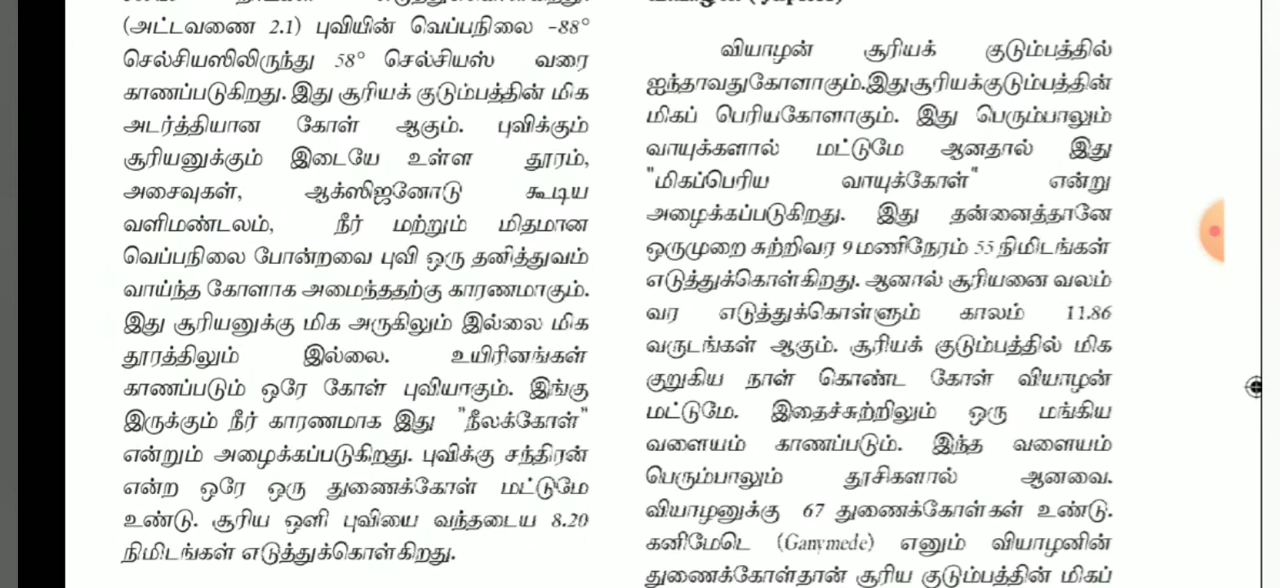 (அட்டவணை 2.1) புவியின் வெப்பநிலை -88°
செல்சியஸிலிருந்து 58° செல்சியஸ் வரை
காணப்படுகிறது. இது சூரியக் குடும்பத்தின் மிக
அடர்த்தியான கோள் ஆகும். புவிக்கும்
சூரியனுக்கும் இடையே உள்ள தூரம்,
அசைவுகள், ஆக்ஸிஜனோடு கூடிய
வளிமண்டலம், நீர் மற்றும் மிதமான
வெப்பநிலை போன்றவை புவி ஒரு தனித்துவம்
வாய்ந்த கோளாக அமைந்ததற்கு காரணமாகும்.
இது சூரியனுக்கு மிக அருகிலும் இல்லை மிக
தூரத்திலும் இல்லை. உயிரினங்கள்
காணப்படும் ஒரே கோள் புவியாகும். இங்கு
இருக்கும் நீர் காரணமாக இது "நீலக்கோள்"
என்றும் அழைக்கப்படுகிறது. புவிக்கு சந்திரன்
என்ற ஒரே ஒரு துணைக்கோள் மட்டுமே
உண்டு. சூரிய ஒளி புவியை வந்தடைய 8.20
நிமிடங்கள் எடுத்துக்கொள்கிறது.
வியாழன் சூரியக் குடும்பத்தில்
ஐந்தாவதுகோளாகும்.இதுசூரியக்குடும்பத்தின்
மிகப் பெரியகோளாகும். இது பெரும்பாலும்
வாயுக்களால் மட்டுமே ஆனதால் இது
"மிகப்பெரிய வாயுக்கோள்" என்று
அழைக்கப்படுகிறது. இது தன்னைத்தானே
ஒருமுறை சுற்றிவர 9 மணிநேரம் 55 நிமிடங்கள்
எடுத்துக்கொள்கிறது. ஆனால் சூரியனை வலம்
வர எடுத்துக்கொள்ளும் காலம் 11.86
வருடங்கள் ஆகும். சூரியக் குடும்பத்தில் மிக
குறுகிய நாள் கொண்ட கோள் வியாழன்
மட்டுமே. இதைச்சுற்றிலும் ஒரு மங்கிய
வளையம் காணப்படும். இந்த வளையம்
பெரும்பாலும் தூசிகளால் ஆனவை.
வியாழனுக்கு 67 துணைக்கோள்கள் உண்டு.
கனிமேடெ (Ganymede) எனும் வியாழனின்
துணைக்கோள்தான் சூரிய குடும்பத்தின் மிகப்